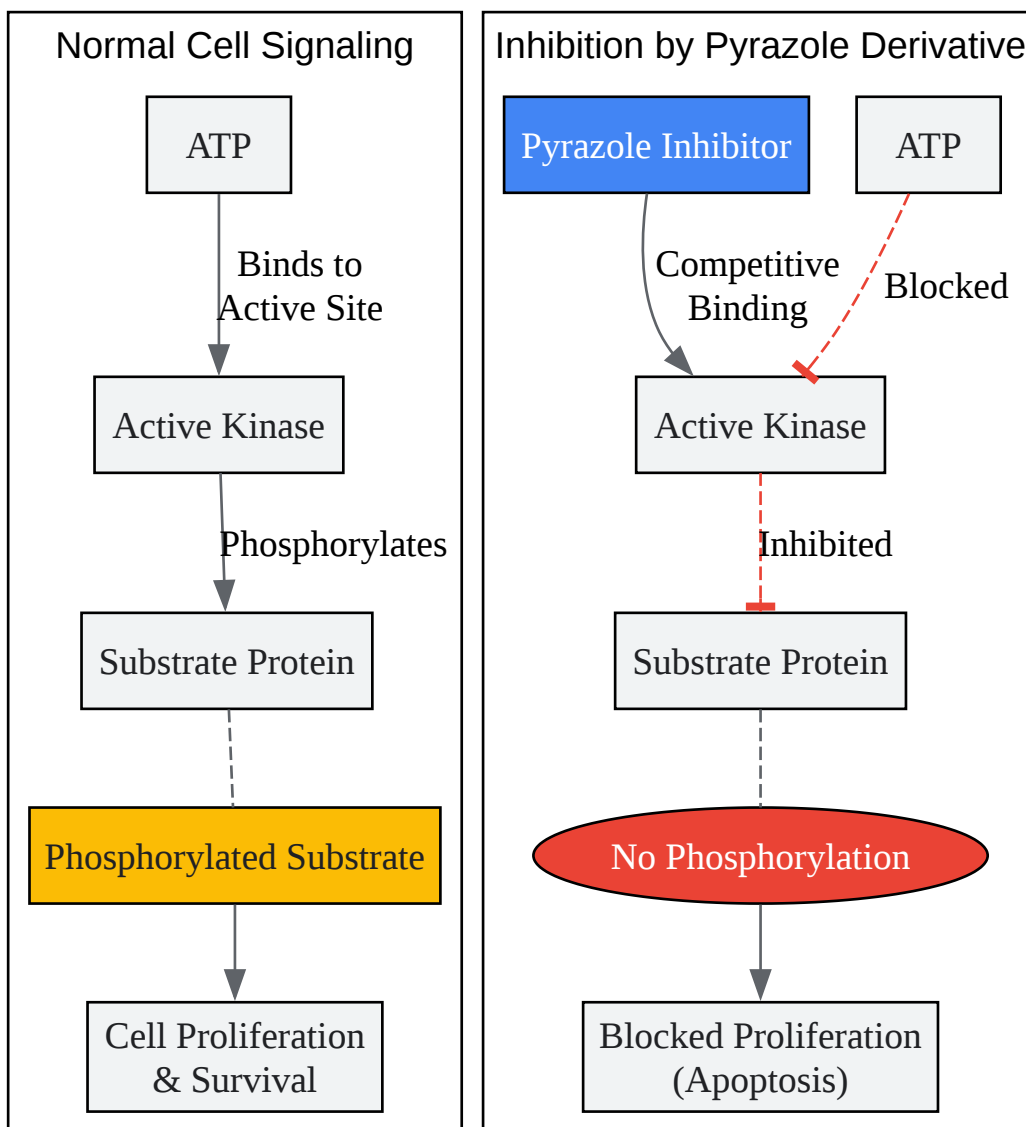 Normal Cell Signaling
ATP
Binds to
Active Site
Active Kinase
Phosphorylates
Substrate Protein
Phosphorylated Substrate
Cell Proliferation
& Survival
Inhibition by Pyrazole Derivative
Pyrazole Inhibitor
ATP
Competitive
Binding
Blocked
Active Kinase
Inhibited
Substrate Protein
No Phosphorylation
Blocked Proliferation
(Apoptosis)